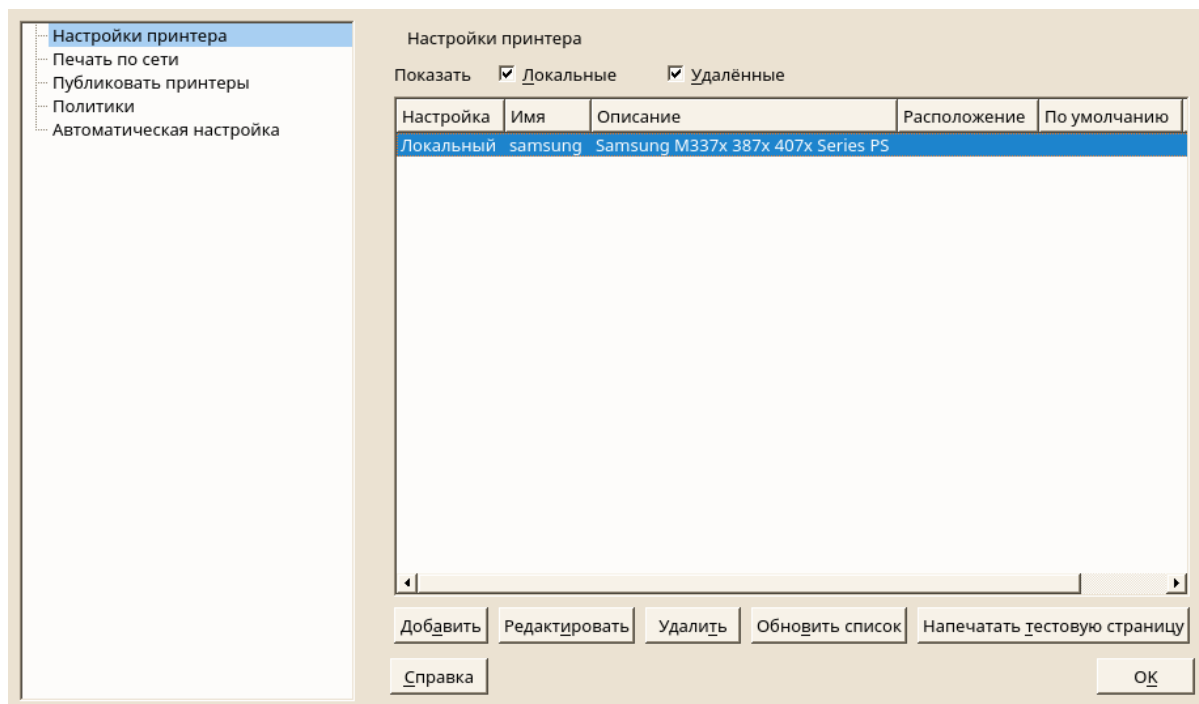 Настройки принтера
Печать по сети
Публиковать принтеры
Политики
Автоматическая настройка
Настройки принтера
Показать Локальные Удалённые
Настройка Имя Описание Расположение По умолчанию
Локальный samsung Samsung M337x 387x 407x Series PS
Добавить Редактировать Удалить Обновить список Напечатать тестовую страницу
Справка OK